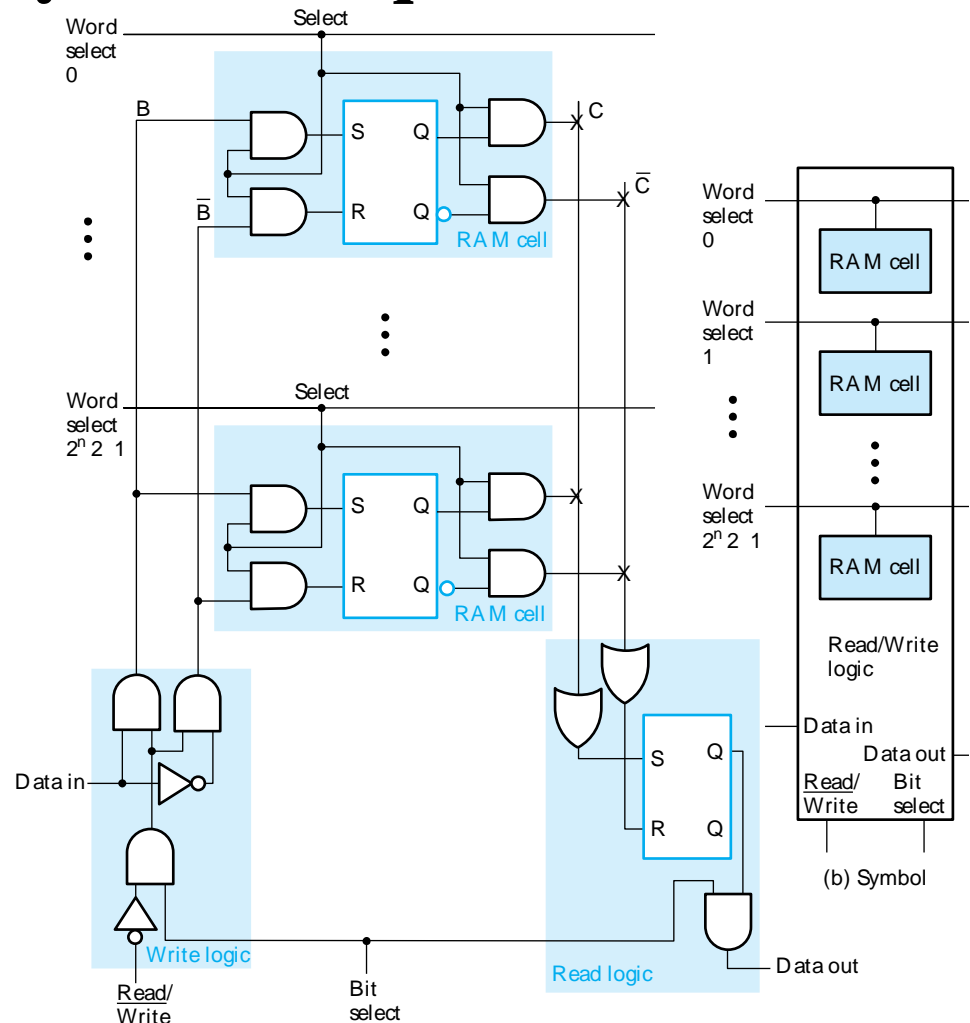 Select
Word
select
0
B
S
Q
C
B
R
Q
C
RAM cell
Word
select
2n 2 1
Select
S
Q
R
Q
RAM cell
Data in
Write logic
Read/
Write
Bit
select
S
Q
R
Q
Read logic
Data out
Word
select
0
RAM cell
Word
select
1
RAM cell
Word
select
2n 2 1
RAM cell
Read/Write
logic
Data in
Data out
Read/
Write
Bit
select
(b) Symbol